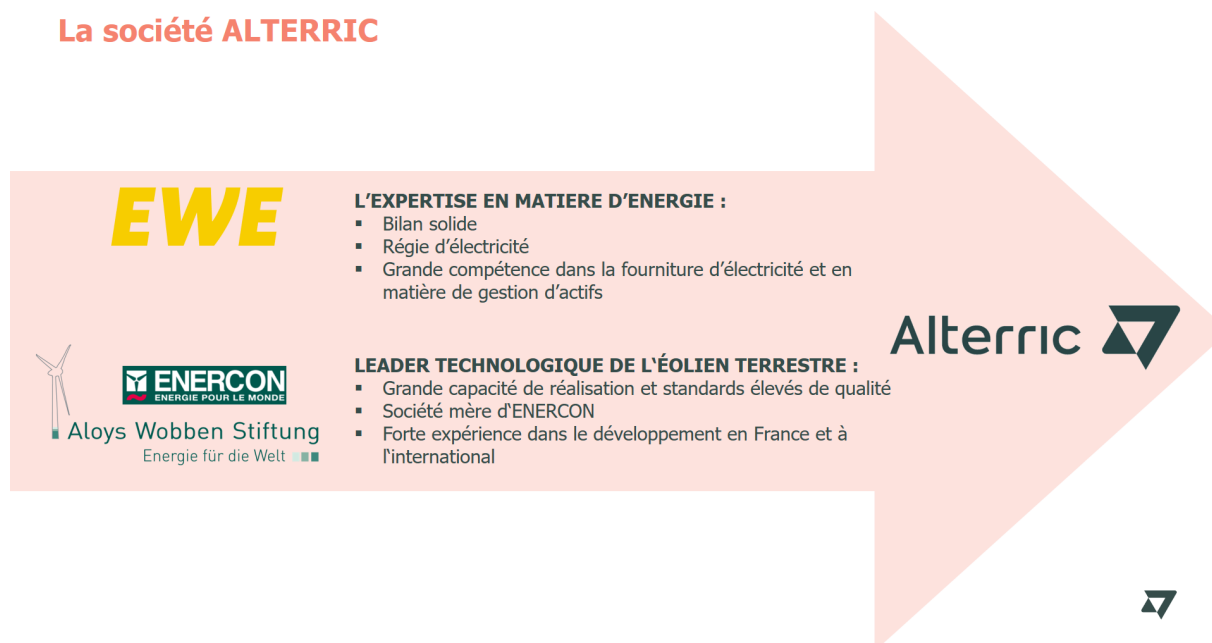 La société ALTERRIC
EWE
L’EXPERTISE EN MATIERE D’ENERGIE :
▪ Bilan solide
▪ Régie d’électricité
▪ Grande compétence dans la fourniture d’électricité et en
matière de gestion d’actifs
ENERCON
ENERGIE POUR LE MONDE
Aloys Wobben Stiftung
Energie für die Welt
LEADER TECHNOLOGIQUE DE L‘ÉOLIEN TERRESTRE :
▪ Grande capacité de réalisation et standards élevés de qualité
▪ Société mère d‘ENERCON
▪ Forte expérience dans le développement en France et à
l‘international
Alterric